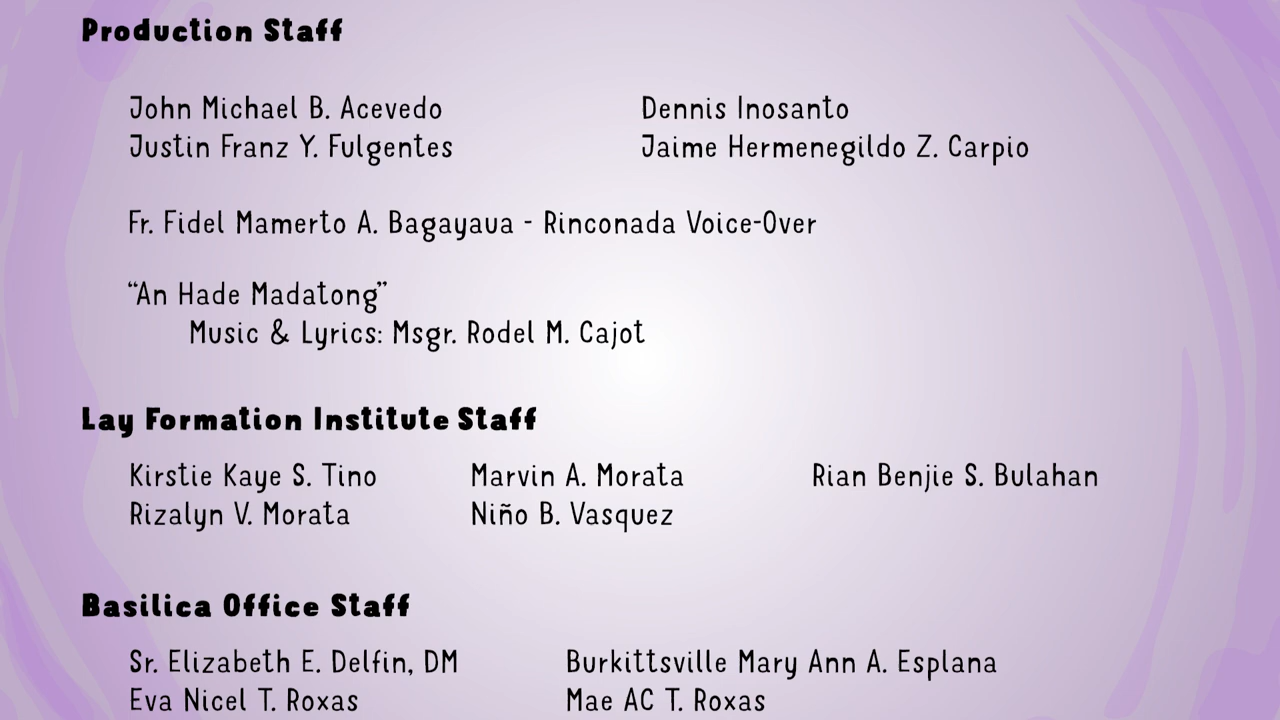 Production Staff
John Michael B. Acevedo Dennis Inosanto
Justin Franz Y. Fulgentes Jaime Hermenegildo Z. Carpio
Fr. Fidel Mamerto A. Bagayaua - Rinconada Voice-Over
“An Hade Madatong”
Music & Lyrics: Msgr. Rodel M. Cajot
Lay Formation Institute Staff
Kirstie Kaye S. Tino Marvin A. Morata Rian Benjie S. Bulahan
Rizalyn V. Morata Niño B. Vasquez
Basilica Office Staff
Sr. Elizabeth E. Delfin, DM Burkittsville Mary Ann A. Esplana
Eva Nicel T. Roxas Mae AC T. Roxas